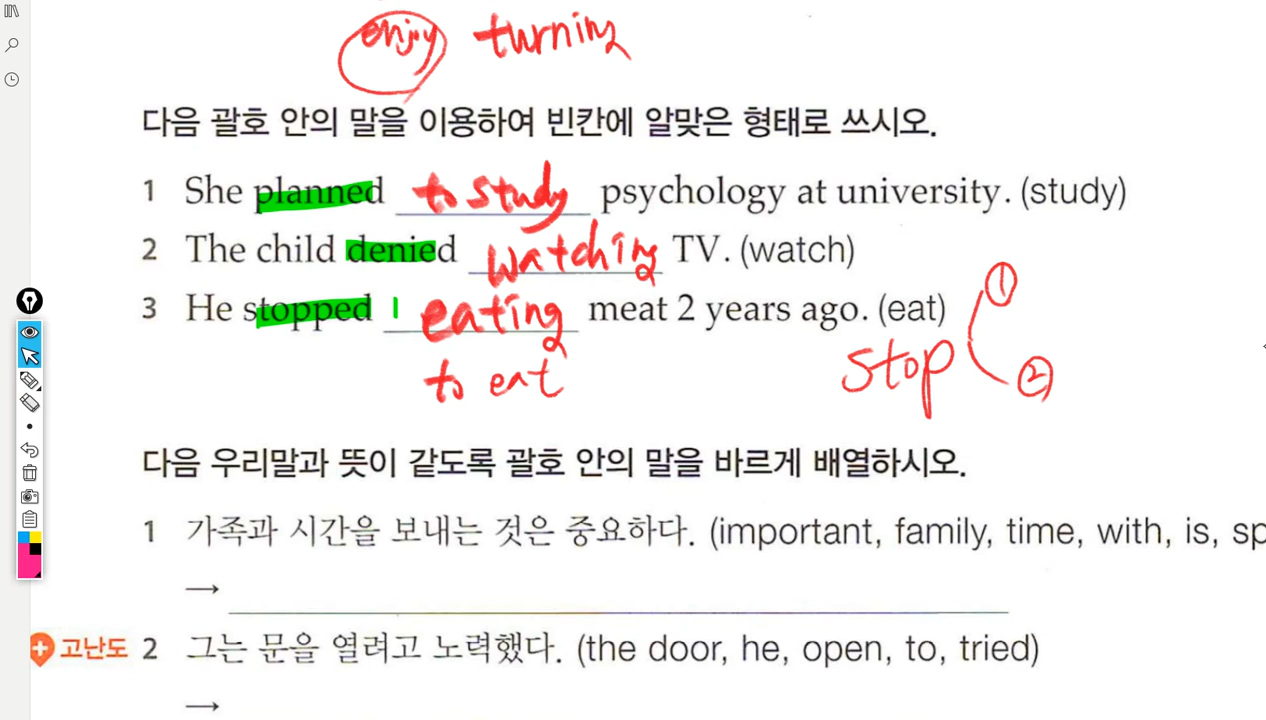 enjoy turning
다음 괄호 안의 말을 이용하여 빈칸에 알맞은 형태로 쓰시오.
1 She planned to study psychology at university. (study)
2 The child denied watching TV. (watch)
3 He stopped eating meat 2 years ago. (eat)
to eat
stop ① ②
다음 우리말과 뜻이 같도록 괄호 안의 말을 바르게 배열하시오.
1 가족과 시간을 보내는 것은 중요하다. (important, family, time, with, is, sp
→
고난도 2 그는 문을 열려고 노력했다. (the door, he, open, to, tried)
→